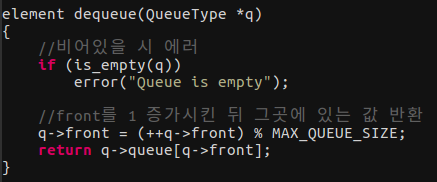 element dequeue(QueueType *q)
{
    //비어있을 시 에러
    if (is_empty(q))
        error("Queue is empty");
    //front를 1 증가시킨 뒤 그곳에 있는 값 반환
    q->front = (++q->front) % MAX_QUEUE_SIZE;
    return q->queue[q->front];
}